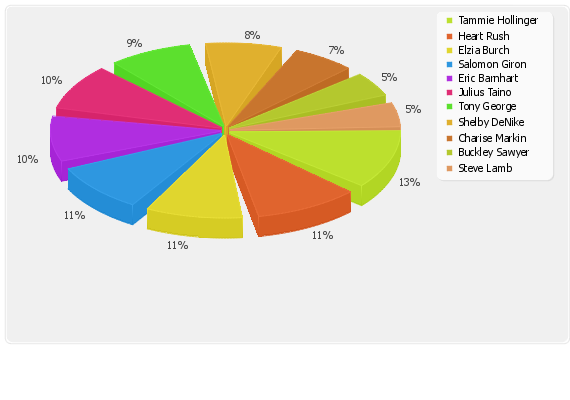 8%
9%
7%
10%
5%
5%
10%
13%
11%
11%
11%
Tammie Hollinger
Heart Rush
Elzia Burch
Salomon Giron
Eric Barnhart
Julius Taino
Tony George
Shelby DeNike
Charise Markin
Buckley Sawyer
Steve Lamb